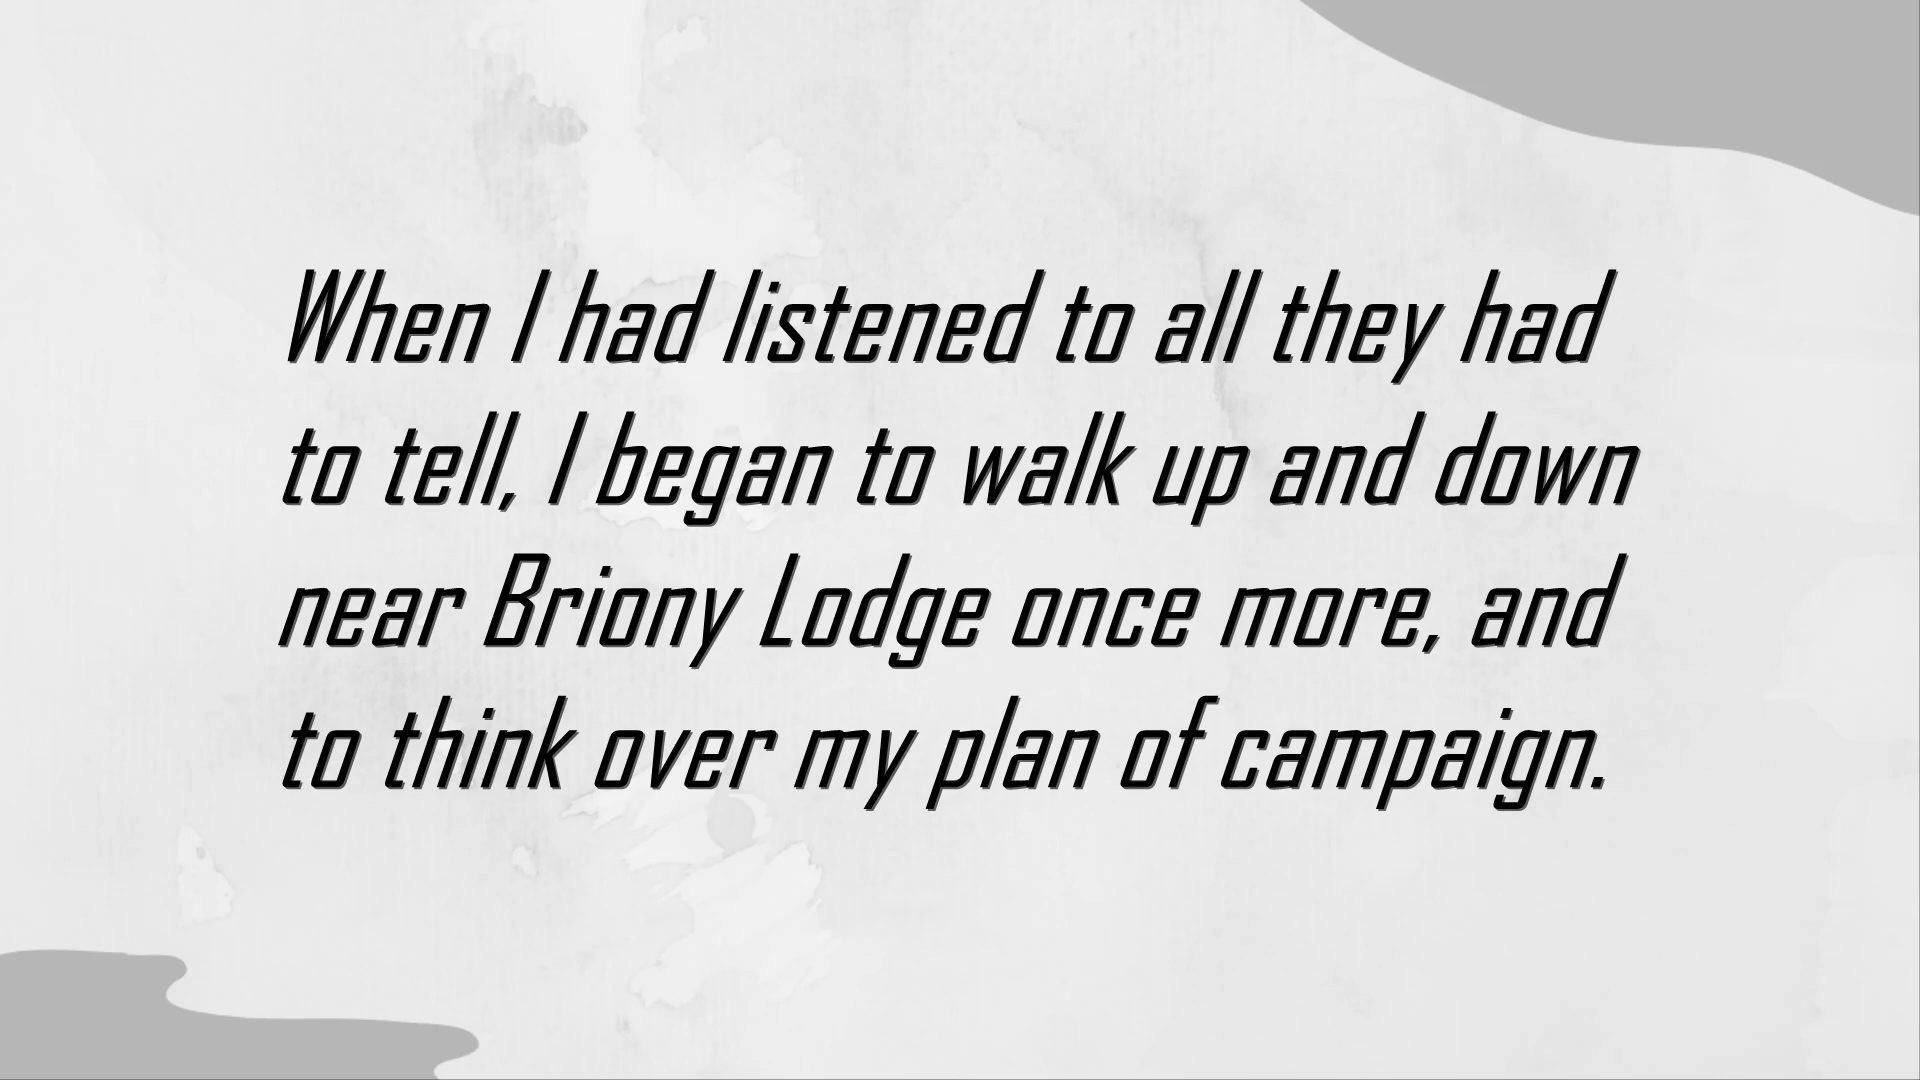 When I had listened to all they had
to tell, I began to walk up and down
near Briony Lodge once more, and
to think over my plan of campaign.